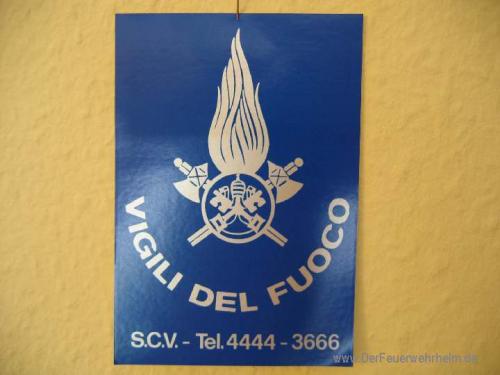 VIGILI DEL FUOCO
S.C.V. - Tel. 4444 - 3666
www.DerFeuerwehrhelm.de